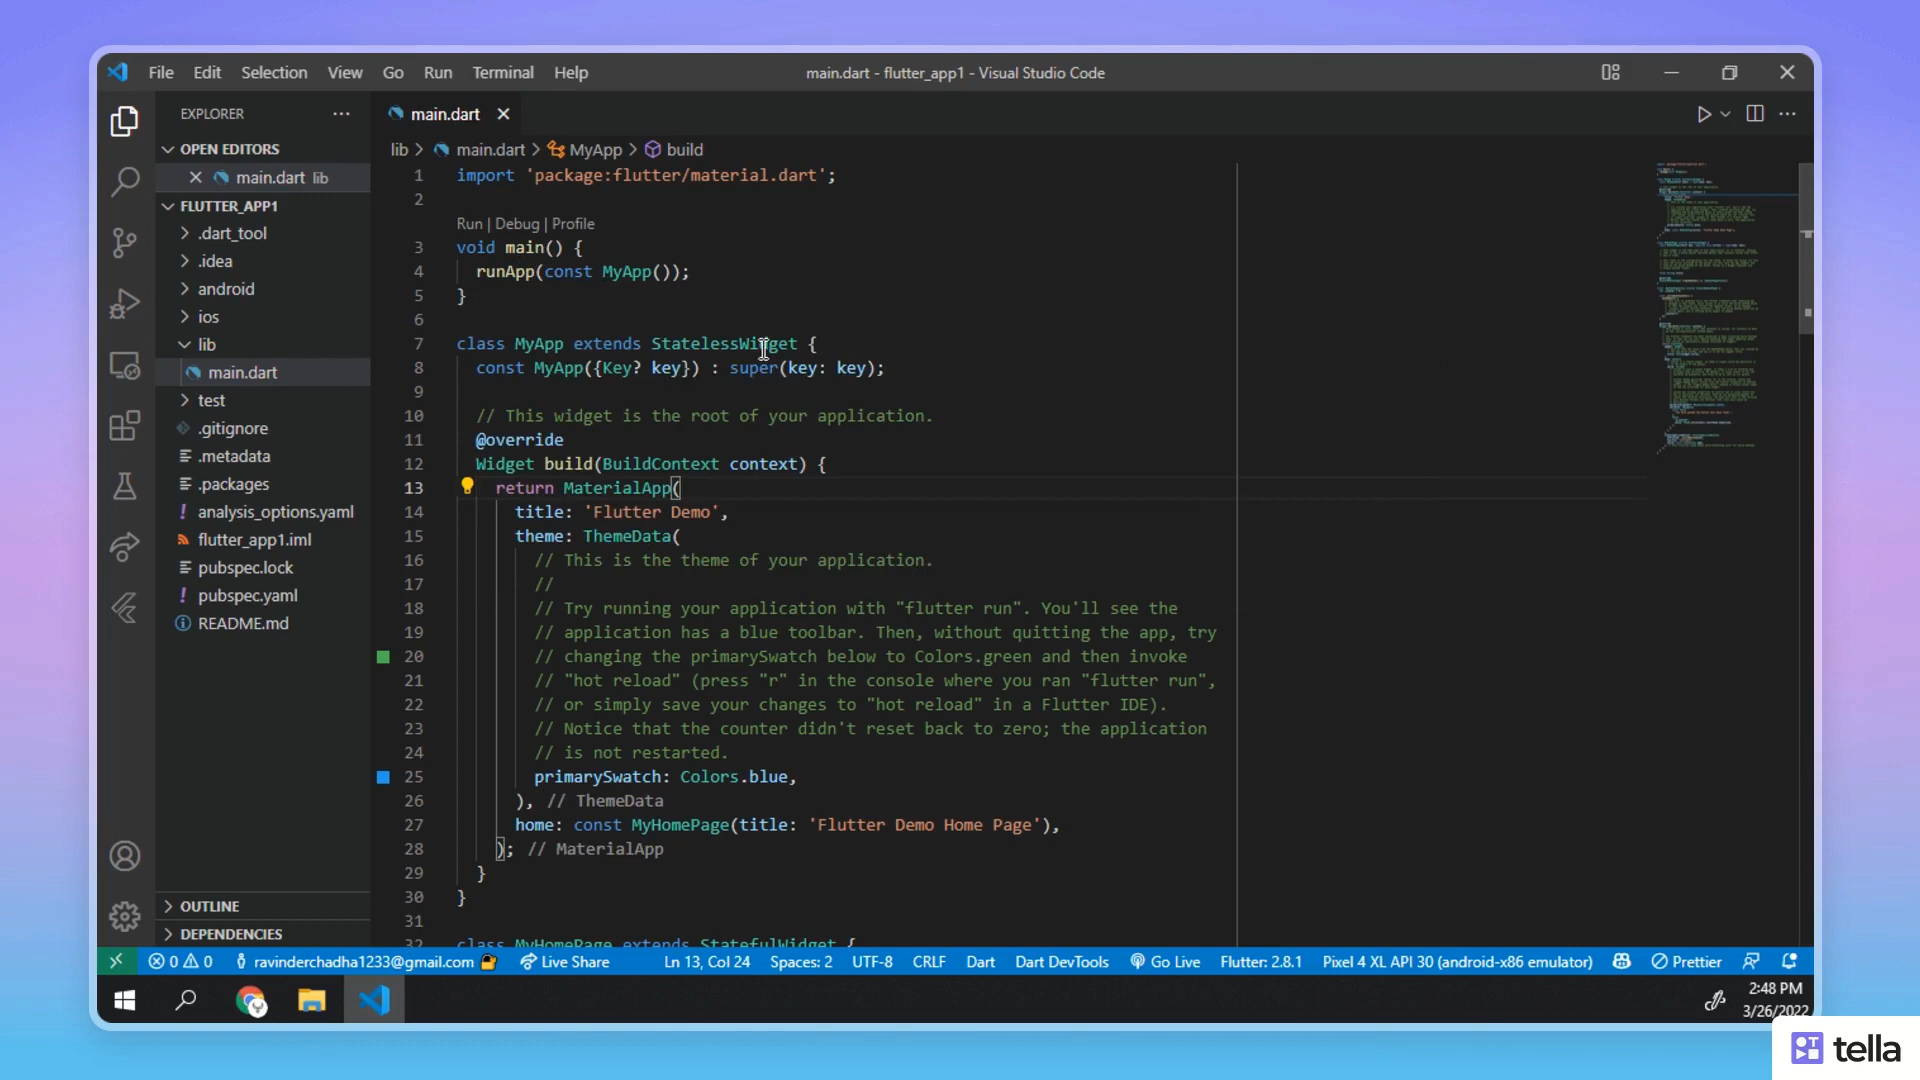 File Edit Selection View Go Run Terminal Help
main.dart - flutter_app1 - Visual Studio Code
EXPLORER
OPEN EDITORS
main.dart lib
FLUTTER_APP1
.dart_tool
.idea
android
ios
lib
main.dart
test
.gitignore
.metadata
.packages
analysis_options.yaml
flutter_app1.iml
pubspec.lock
pubspec.yaml
README.md
OUTLINE
DEPENDENCIES
main.dart
lib > main.dart > MyApp > build
1 import 'package:flutter/material.dart';
2
Run | Debug | Profile
3 void main() {
4 runApp(const MyApp());
5 }
6
7 class MyApp extends StatelessWidget {
8 const MyApp({Key? key}) : super(key: key);
9
10 // This widget is the root of your application.
11 @override
12 Widget build(BuildContext context) {
13 return MaterialApp(
14 title: 'Flutter Demo',
15 theme: ThemeData(
16 // This is the theme of your application.
17 //
18 // Try running your application with "flutter run". You'll see the
19 // application has a blue toolbar. Then, without quitting the app, try
20 // changing the primarySwatch below to Colors.green and then invoke
21 // "hot reload" (press "r" in the console where you ran "flutter run",
22 // or simply save your changes to "hot reload" in a Flutter IDE).
23 // Notice that the counter didn't reset back to zero; the application
24 // is not restarted.
25 primarySwatch: Colors.blue,
26 ), // ThemeData
27 home: const MyHomePage(title: 'Flutter Demo Home Page'),
28 ); // MaterialApp
29 }
30 }
31
32 class MyHomePage extends StatefulWidget {
0 0 ravinderchadha1233@gmail.com Live Share Ln 13, Col 24 Spaces: 2 UTF-8 CRLF Dart Dart DevTools Go Live Flutter: 2.8.1 Pixel 4 XL API 30 (android-x86 emulator) Prettier
2:48 PM
3/26/2022
tella